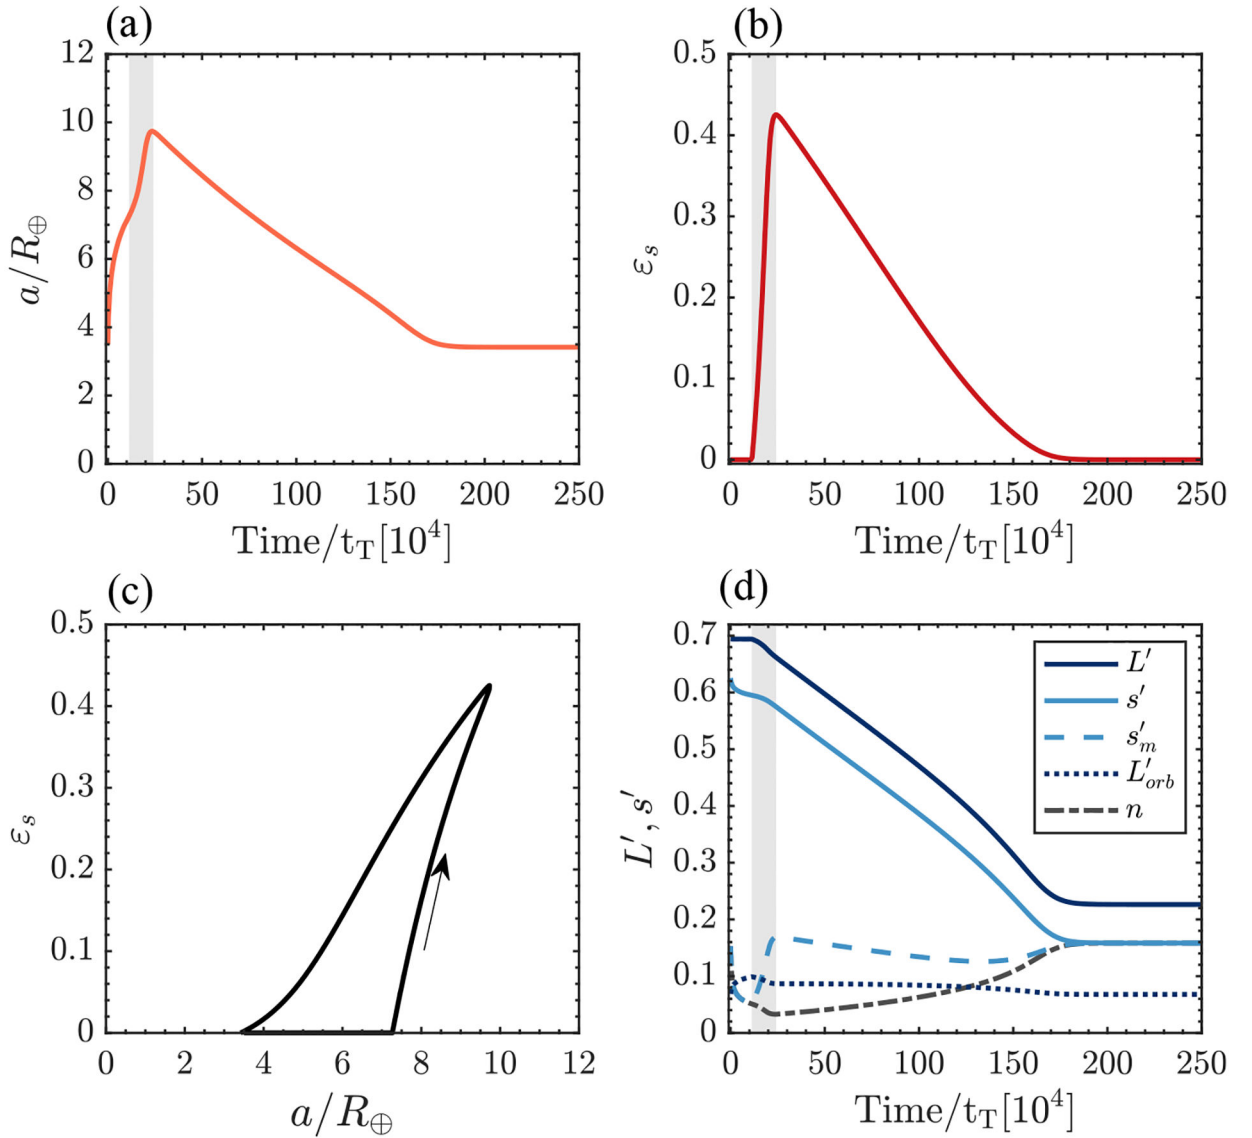 (a)
12
10
8
6
4
2
0
a/R⊕
0 50 100 150 200 250
Time/t_T[10^4]
(b)
0.5
0.4
0.3
0.2
0.1
0
ε_s
0 50 100 150 200 250
Time/t_T[10^4]
(c)
0.5
0.4
0.3
0.2
0.1
0
ε_s
0 2 4 6 8 10 12
a/R⊕
(d)
0.7
0.6
0.5
0.4
0.3
0.2
0.1
0
L′, s′
L′
s′
s′_m
L′_orb
n
0 50 100 150 200 250
Time/t_T[10^4]